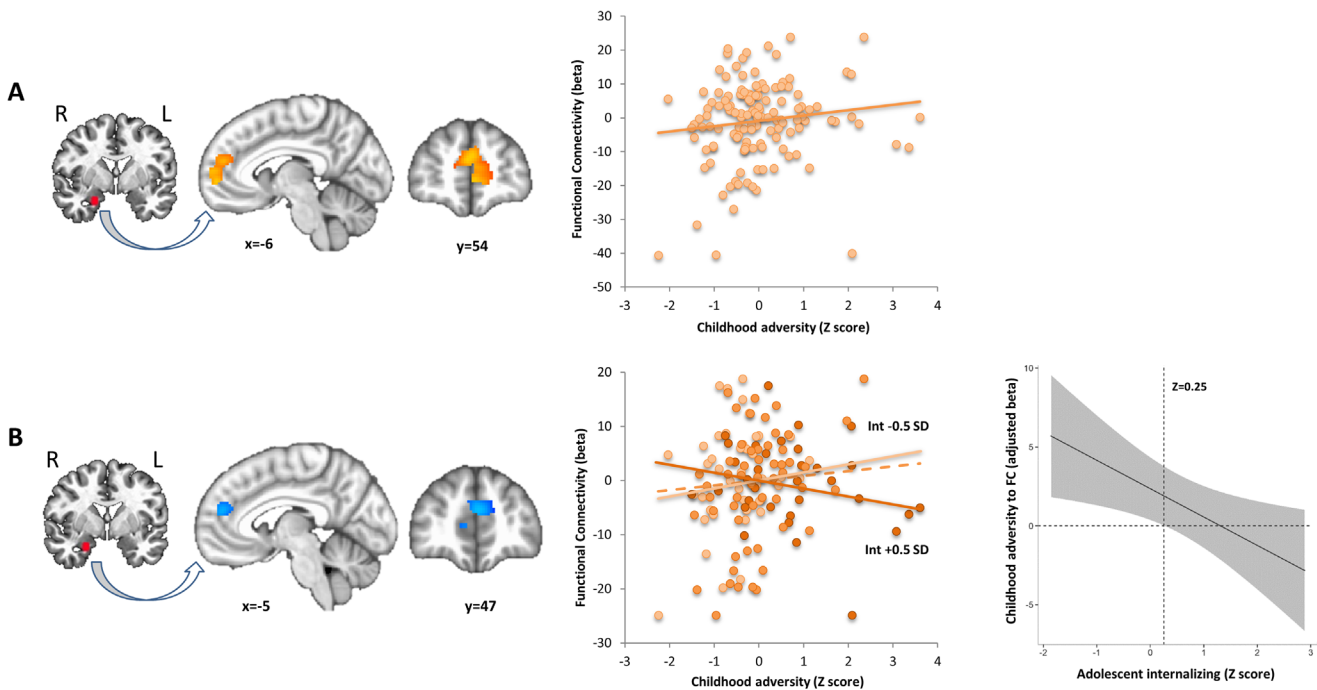 A
R L
x=-6
y=54
Functional Connectivity (beta)
30
20
10
0
-10
-20
-30
-40
-50
-3 -2 -1 0 1 2 3 4
Childhood adversity (Z score)
B
R L
x=-5
y=47
Functional Connectivity (beta)
20
10
0
-10
-20
-30
-3 -2 -1 0 1 2 3 4
Childhood adversity (Z score)
Int -0.5 SD
Int +0.5 SD
Childhood adversity to FC (adjusted beta)
10
5
0
-5
-2 -1 0 1 2 3
Z=0.25
Adolescent internalizing (Z score)